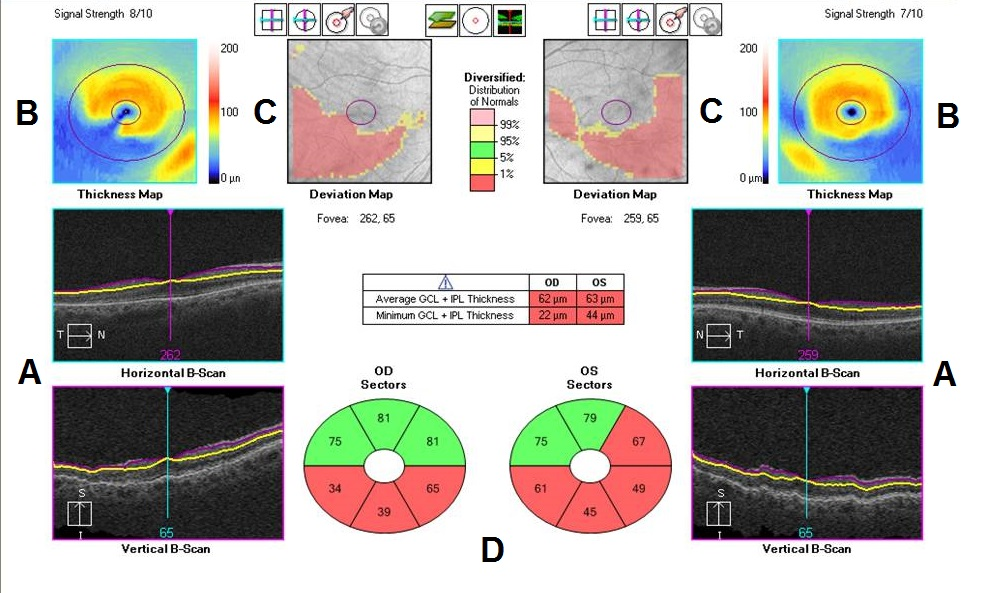 Signal Strength  8/10
Signal Strength  7/10
B
C
C
B
200
100
0 µn
Diversified:
Distribution
of Normals
99%
95%
5%
1%
200
100
0 µm
Thickness Map
Deviation Map
Deviation Map
Thickness Map
Fovea:  262, 65
Fovea:  259, 65
T N
262
Horizontal B-Scan
OD OS
Average GCL + IPL Thickness 62 µm 63 µm
Minimum GCL + IPL Thickness 22 µm 44 µm
N T
259
Horizontal B-Scan
A
A
OD
Sectors
81
75 81
34 65
39
OS
Sectors
79
75 67
61 49
45
S
I
65
Vertical B-Scan
D
S
I
65
Vertical B-Scan